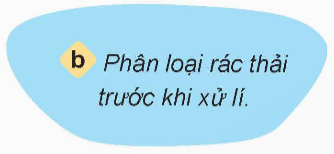 b Phân loại rác thải
trước khi xử lí.